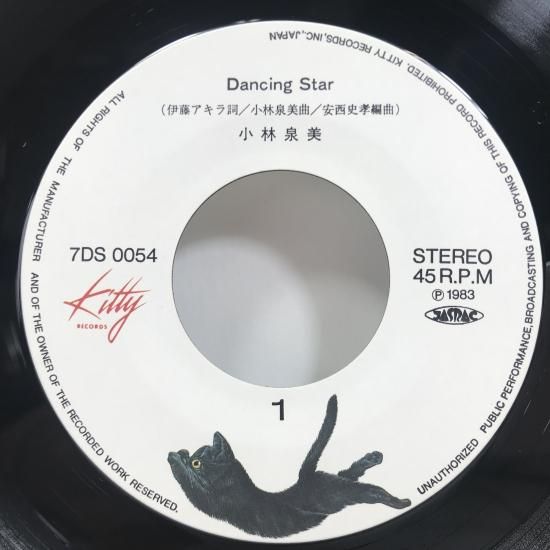 Dancing Star
(伊藤アキラ詞/小林泉美曲/安西史孝編曲)
小林泉美
7DS 0054
Kitty
RECORDS
STEREO
45 R.P.M
Ⓟ 1983
JASRAC
1
ALL RIGHTS OF THE MANUFACTURER AND OF THE OWNER OF THE RECORDED WORK RESERVED.
UNAUTHORIZED PUBLIC PERFORMANCE, BROADCASTING AND COPYING OF THIS RECORD PROHIBITED. KITTY RECORDS, INC., JAPAN